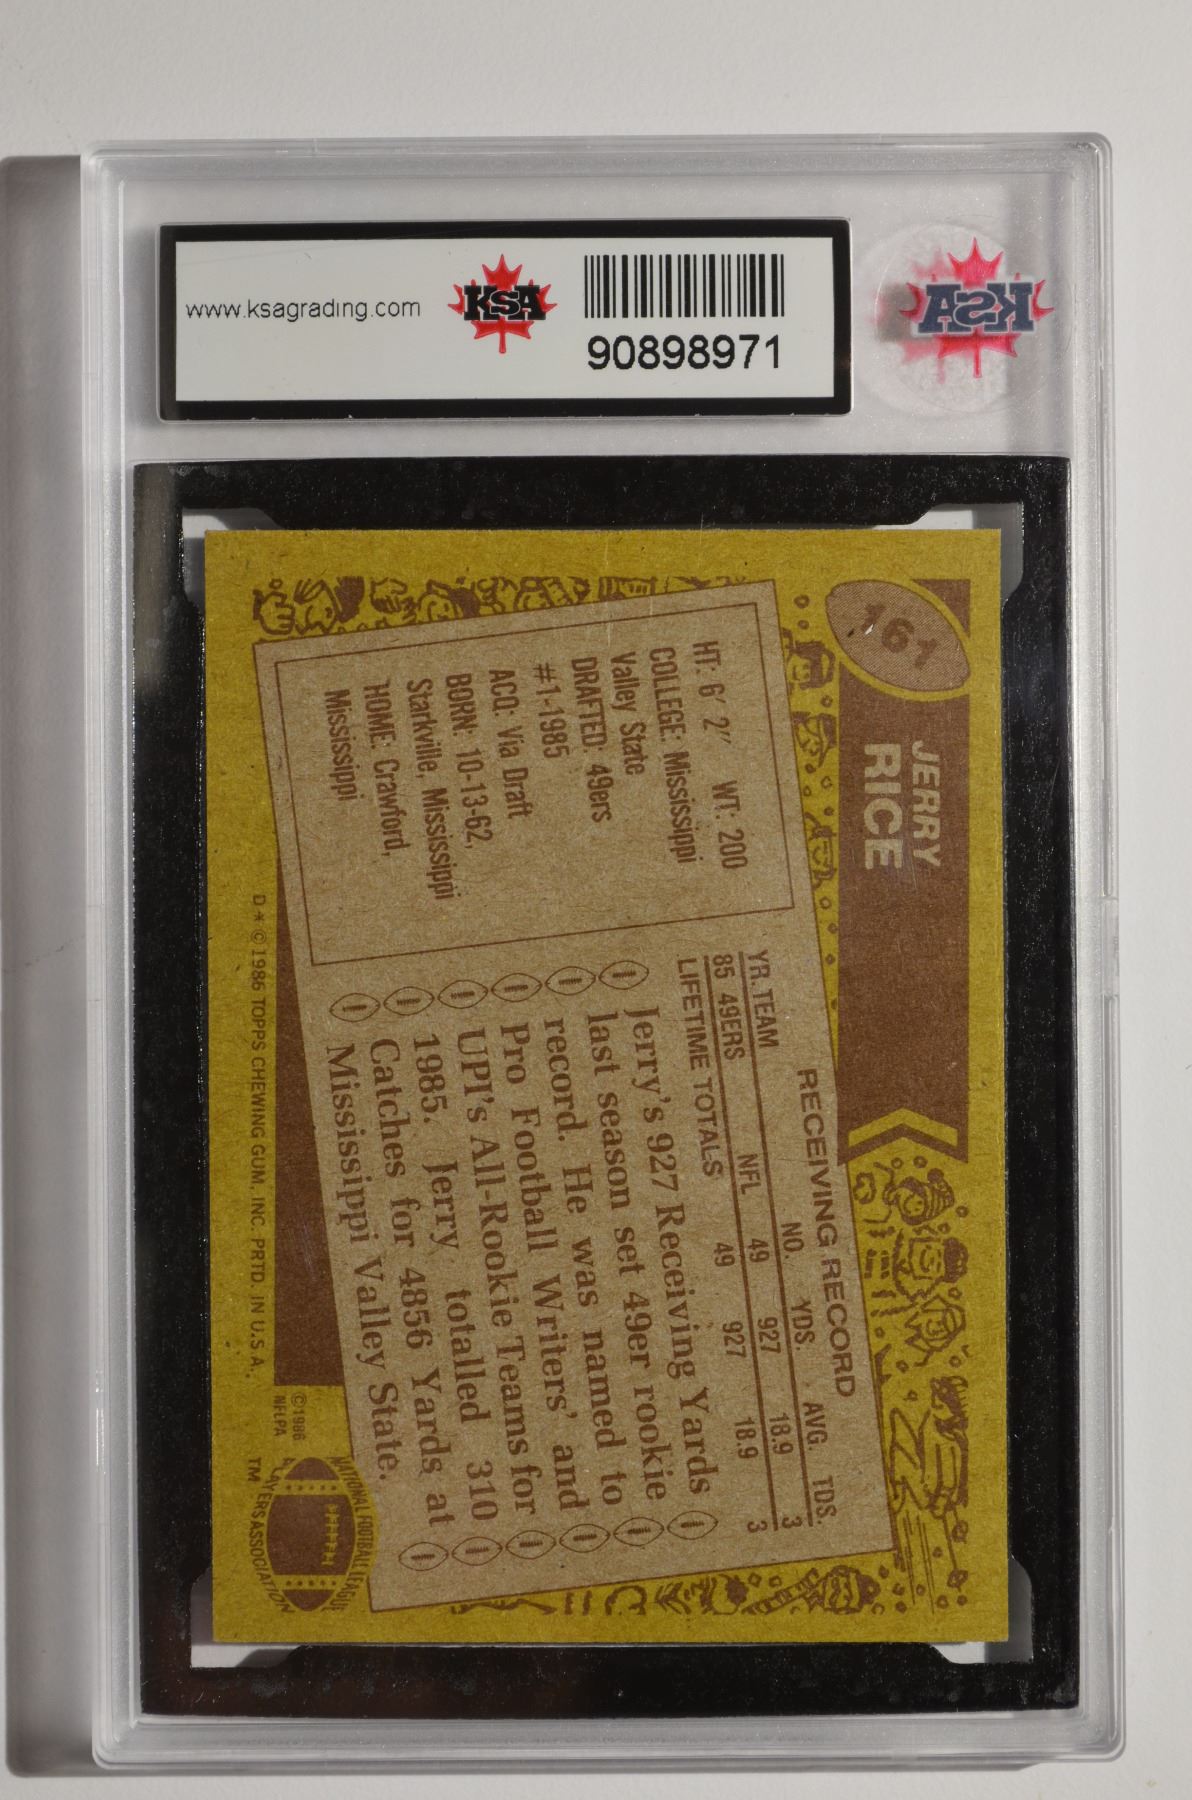 www.ksagrading.com
KSA
90898971
KSA
161
JERRY
RICE
HT: 6' 2" WT: 200
COLLEGE: Mississippi
Valley State
DRAFTED: 49ers
#1-1985
ACQ: Via Draft
BORN: 10-13-62,
Starkville, Mississippi
HOME: Crawford,
Mississippi
RECEIVING RECORD
YR. TEAM NO. YDS. AVG. TDS.
85 49ERS NFL 49 927 18.9 3
LIFETIME TOTALS 49 927 18.9 3
Jerry's 927 Receiving Yards
last season set 49er rookie
record. He was named to
Pro Football Writers' and
UPI's All-Rookie Teams for
1985. Jerry totalled 310
Catches for 4856 Yards at
Mississippi Valley State.
©1986
NFLPA
NATIONAL FOOTBALL LEAGUE
PLAYERS ASSOCIATION
TM
D* © 1986 TOPPS CHEWING GUM, INC. PRTD. IN U.S.A.